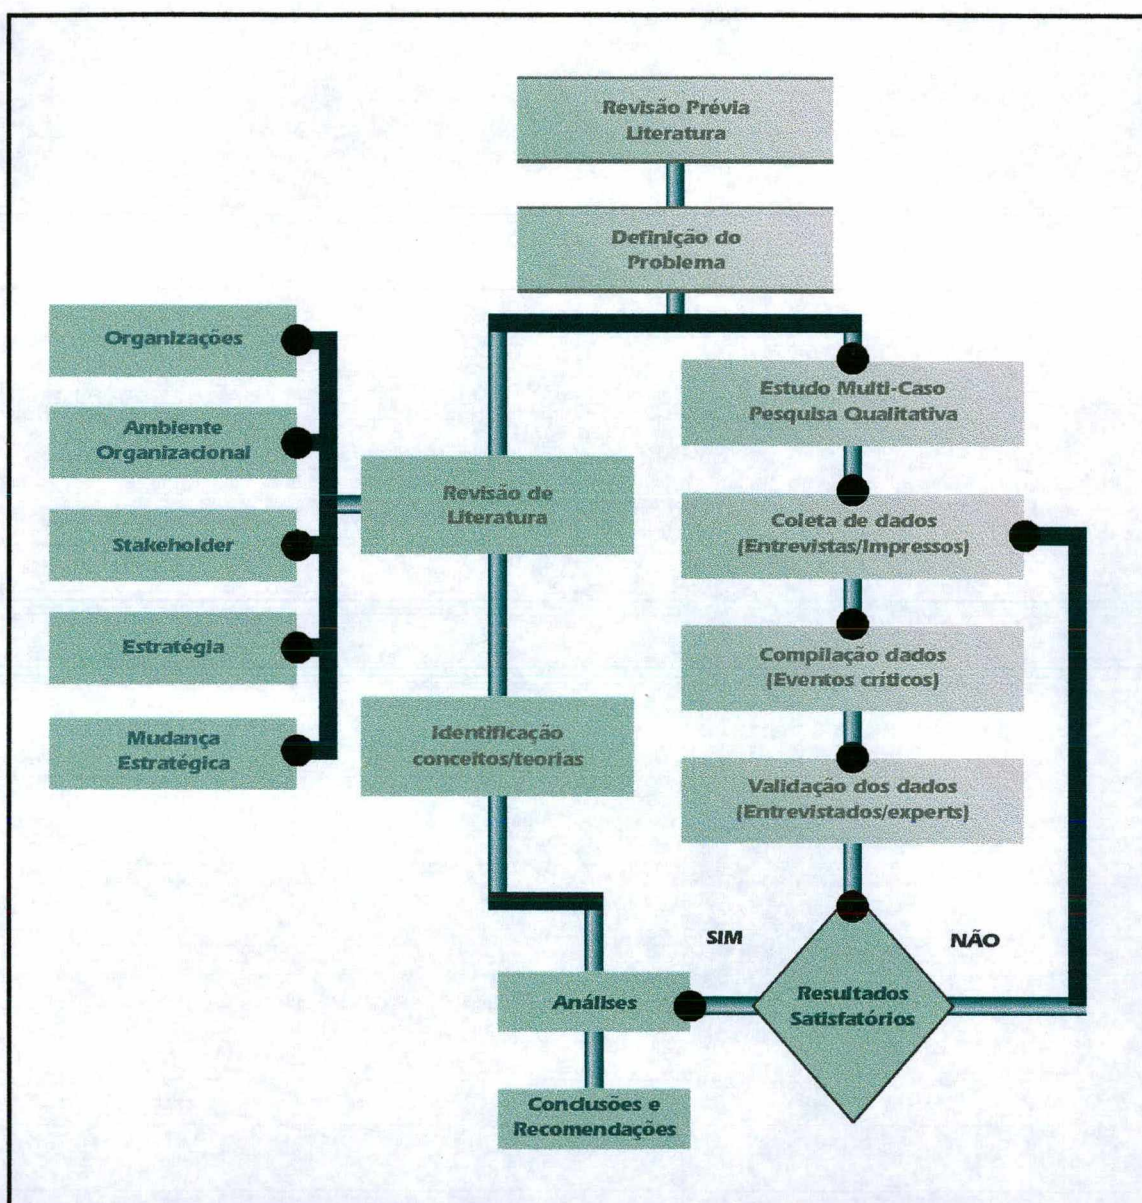 Revisão Prévia
Literatura
Definição do
Problema
Organizações
Ambiente
Organizacional
Stakeholder
Estratégia
Mudança
Estratégica
Revisão de
Literatura
Identificação
conceitos/teorias
Estudo Multi-Caso
Pesquisa Qualitativa
Coleta de dados
(Entrevistas/Impressos)
Compilação dados
(Eventos críticos)
Validação dos dados
(Entrevistados/experts)
SIM
NÃO
Resultados
Satisfatórios
Análises
Conclusões e
Recomendações